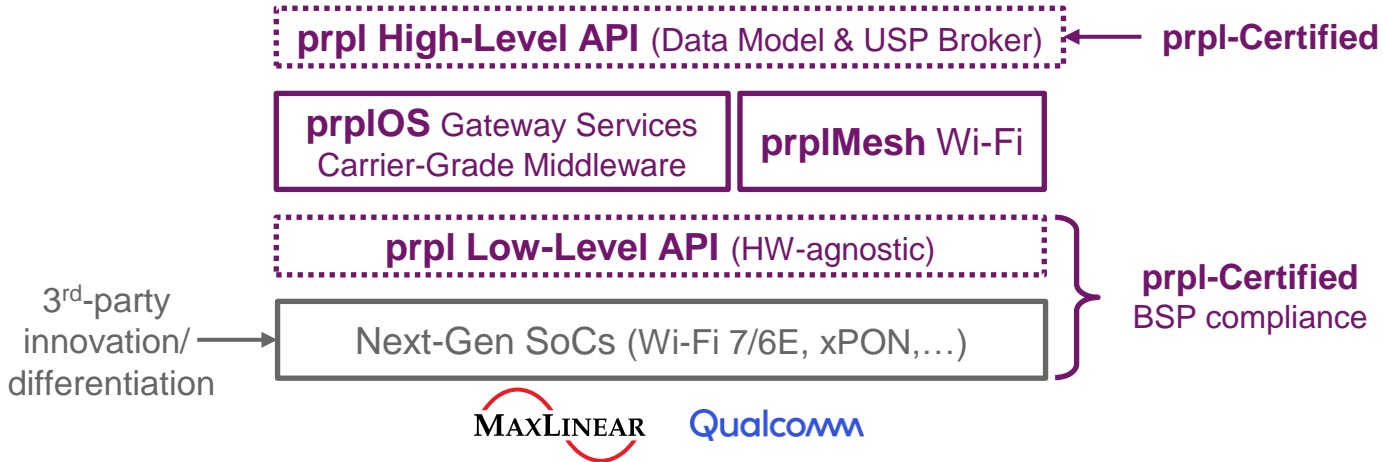 prpl High-Level API (Data Model & USP Broker)
prpl-Certified
prplOS Gateway Services
Carrier-Grade Middleware
prplMesh Wi-Fi
prpl Low-Level API (HW-agnostic)
prpl-Certified
BSP compliance
3rd-party
innovation/
differentiation
Next-Gen SoCs (Wi-Fi 7/6E, xPON,…)
MAXLINEAR
Qualcomm